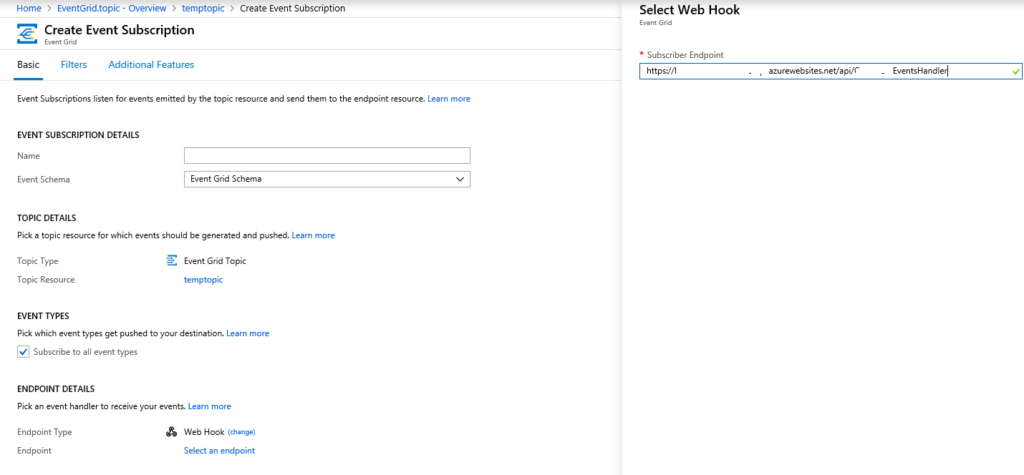 Home > EventGrid.topic - Overview > temptopic > Create Event Subscription
Create Event Subscription
Event Grid
Basic Filters Additional Features
Event Subscriptions listen for events emitted by the topic resource and send them to the endpoint resource. Learn more
EVENT SUBSCRIPTION DETAILS
Name
Event Schema Event Grid Schema
TOPIC DETAILS
Pick a topic resource for which events should be generated and pushed. Learn more
Topic Type Event Grid Topic
Topic Resource temptopic
EVENT TYPES
Pick which event types get pushed to your destination. Learn more
Subscribe to all event types
ENDPOINT DETAILS
Pick an event handler to receive your events. Learn more
Endpoint Type Web Hook (change)
Endpoint Select an endpoint
Select Web Hook
Event Grid
* Subscriber Endpoint
https:// azurewebsites.net/api/ EventsHandler